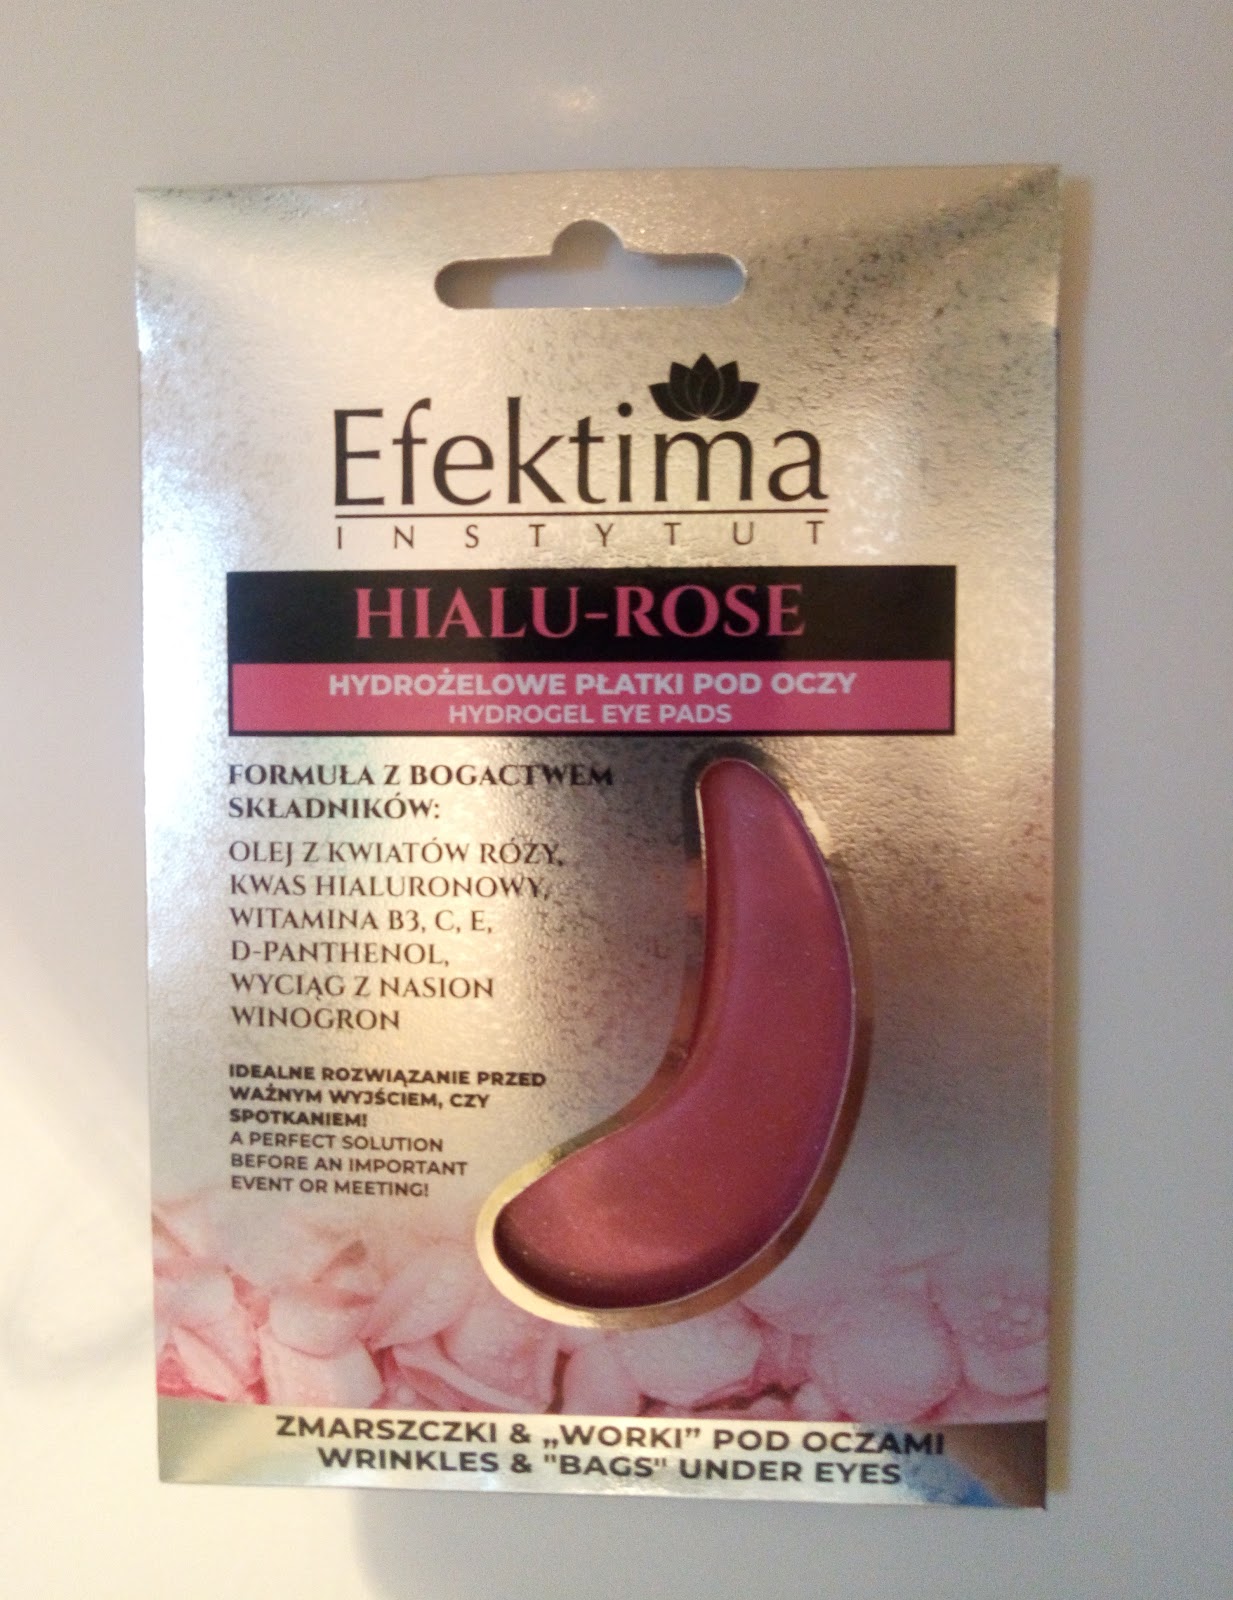 Efektima
INSTYTUT
HIALU-ROSE
HYDROŻELOWE PŁATKI POD OCZY
HYDROGEL EYE PADS
FORMUŁA Z BOGACTWEM
SKŁADNIKÓW:
OLEJ Z KWIATÓW RÓŻY,
KWAS HIALURONOWY,
WITAMINA B3, C, E,
D-PANTHENOL,
WYCIĄG Z NASION
WINOGRON
IDEALNE ROZWIĄZANIE PRZED
WAŻNYM WYJŚCIEM, CZY
SPOTKANIEM!
A PERFECT SOLUTION
BEFORE AN IMPORTANT
EVENT OR MEETING!
ZMARSZCZKI & „WORKI” POD OCZAMI
WRINKLES & "BAGS" UNDER EYES